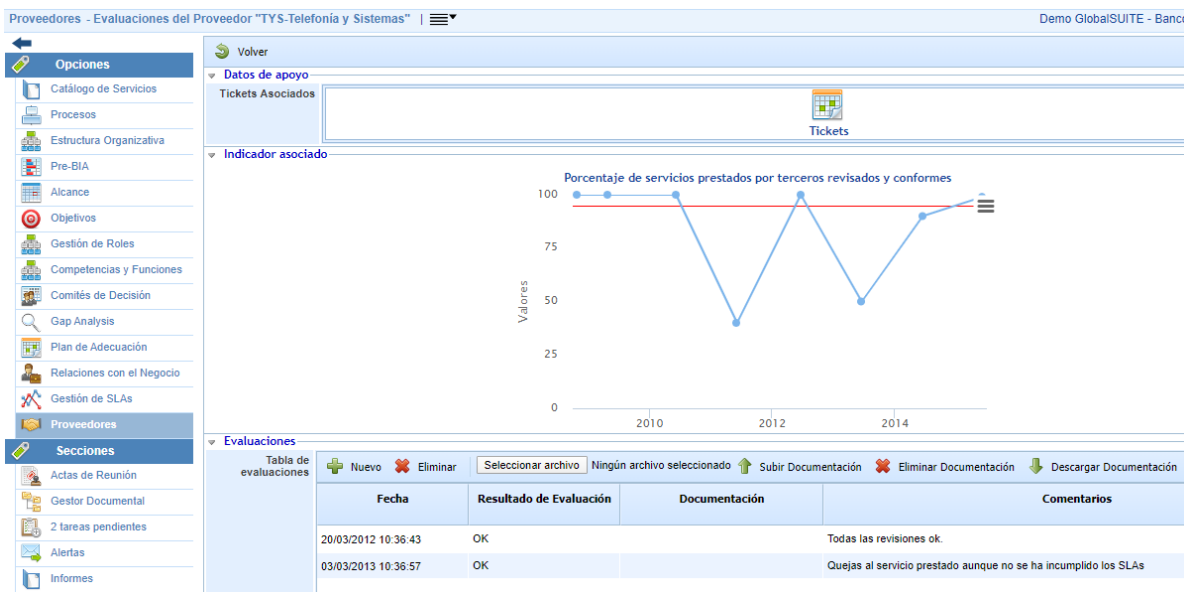 Proveedores - Evaluaciones del Proveedor "TYS-Telefonía y Sistemas" |
Demo GlobalSUITE - Banco
Opciones
Catálogo de Servicios
Procesos
Estructura Organizativa
Pre-BIA
Alcance
Objetivos
Gestión de Roles
Competencias y Funciones
Comités de Decisión
Gap Analysis
Plan de Adecuación
Relaciones con el Negocio
Gestión de SLAs
Proveedores
Secciones
Actas de Reunión
Gestor Documental
2 tareas pendientes
Alertas
Informes
Volver
Datos de apoyo
Tickets Asociados
Tickets
Indicador asociado
Porcentaje de servicios prestados por terceros revisados y conformes
Valores
100
75
50
25
0
2010 2012 2014
Evaluaciones
Tabla de
evaluaciones
Nuevo Eliminar Seleccionar archivo Ningún archivo seleccionado Subir Documentación Eliminar Documentación Descargar Documentación
Fecha Resultado de Evaluación Documentación Comentarios
20/03/2012 10:36:43 OK Todas las revisiones ok.
03/03/2013 10:36:57 OK Quejas al servicio prestado aunque no se ha incumplido los SLAs